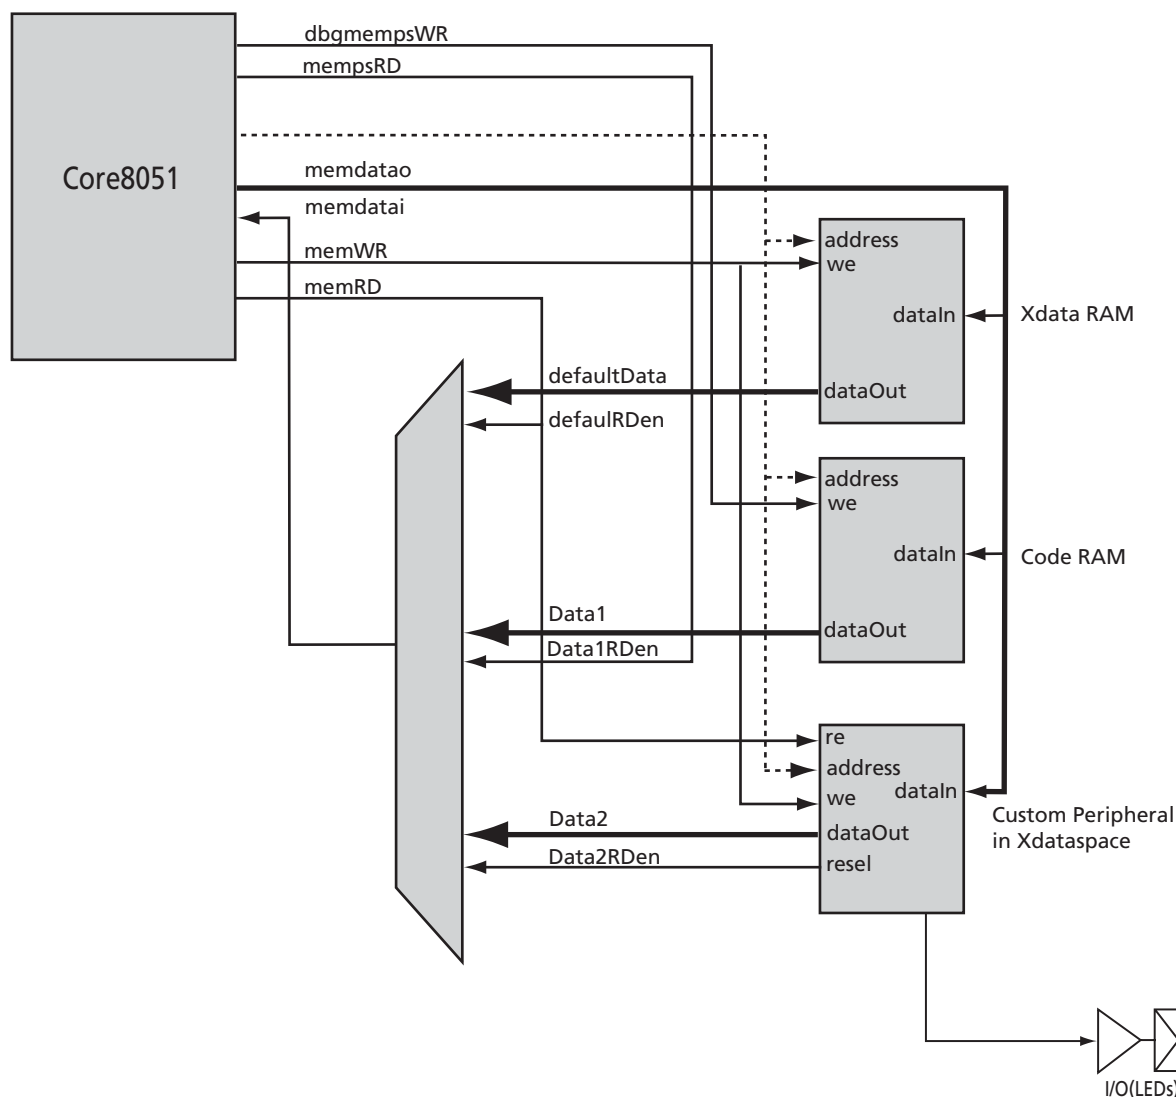 dbgmempsWR
mempsRD
Core8051
memdatao
memdatai
memWR
memRD
address
we
dataIn
Xdata RAM
defaultData
dataOut
defaulRDen
address
we
dataIn
Code RAM
Data1
dataOut
Data1RDen
re
address
we
dataIn
Custom Peripheral
in Xdataspace
Data2
dataOut
Data2RDen
resel
I/O(LEDs)